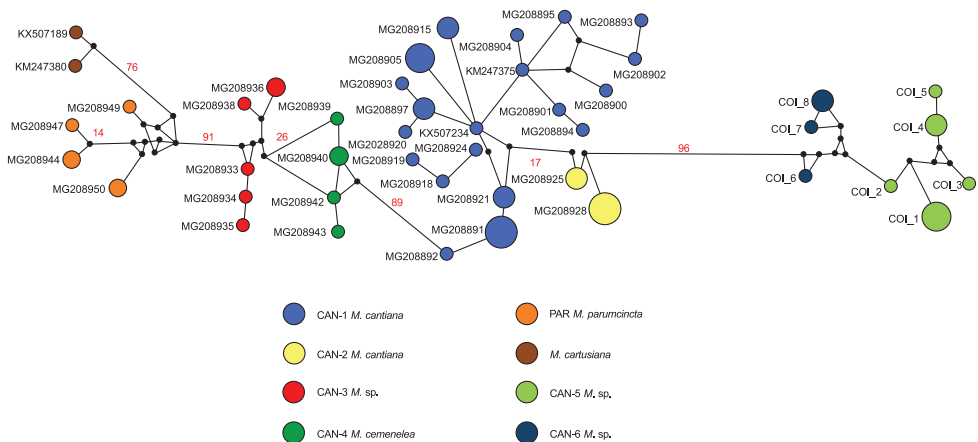 KX507189
KM247380
76
MG208949
MG208947
14
MG208944
MG208950
91
MG208936
MG208938
MG208939
26
MG208933
MG208934
MG208935
MG208940
MG208942
MG208943
89
MG208915
MG208905
MG208903
MG208897
KX507234
MG208924
MG2028920
MG208919
MG208918
MG208921
MG208891
MG208892
MG208895
MG208893
MG208904
KM247375
MG208902
MG208901
MG208900
MG208894
17
MG208925
MG208928
96
COI_8
COI_7
COI_6
COI_5
COI_4
COI_2
COI_3
COI_1
CAN-1 M. cantiana
CAN-2 M. cantiana
CAN-3 M. sp.
CAN-4 M. cemenelea
PAR M. parumcincta
M. cartusiana
CAN-5 M. sp.
CAN-6 M. sp.